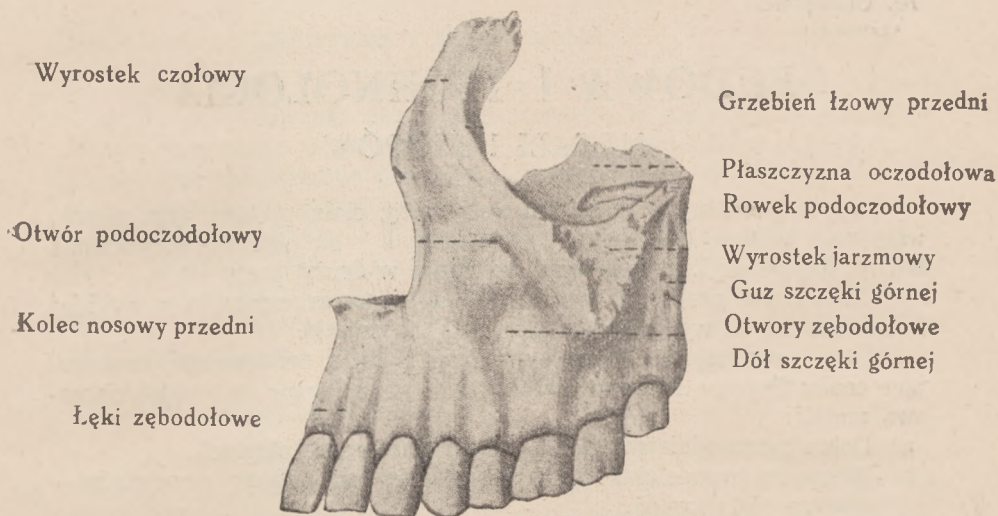 Wyrostek czołowy
Otwór podoczodołowy
Kolec nosowy przedni
Łęki zębodołowe
Grzebień łzowy przedni
Płaszczyzna oczodołowa
Rowek podoczodołowy
Wyrostek jarzmowy
Guz szczęki górnej
Otwory zębodołowe
Dół szczęki górnej